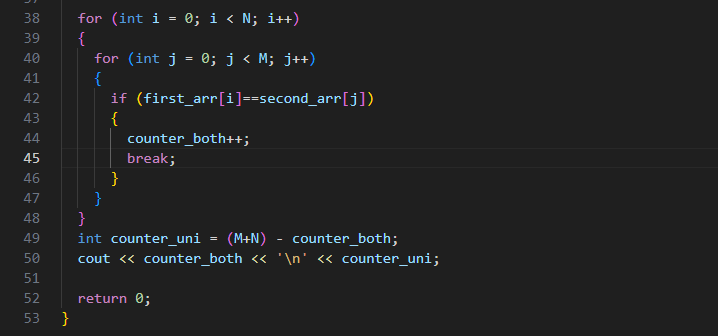 38 for (int i = 0; i < N; i++)
39 {
40 for (int j = 0; j < M; j++)
41 {
42 if (first_arr[i]==second_arr[j])
43 {
44 counter_both++;
45 break;
46 }
47 }
48 }
49 int counter_uni = (M+N) - counter_both;
50 cout << counter_both << '\n' << counter_uni;
51
52 return 0;
53 }